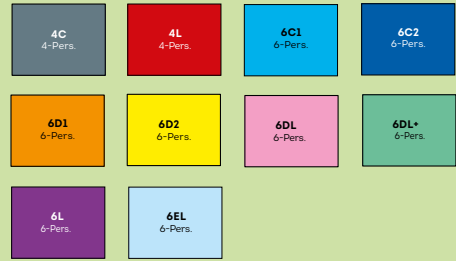 4C
4-Pers.
4L
4-Pers.
6C1
6-Pers.
6C2
6-Pers.
6D1
6-Pers.
6D2
6-Pers.
6DL
6-Pers.
6DL+
6-Pers.
6L
6-Pers.
6EL
6-Pers.